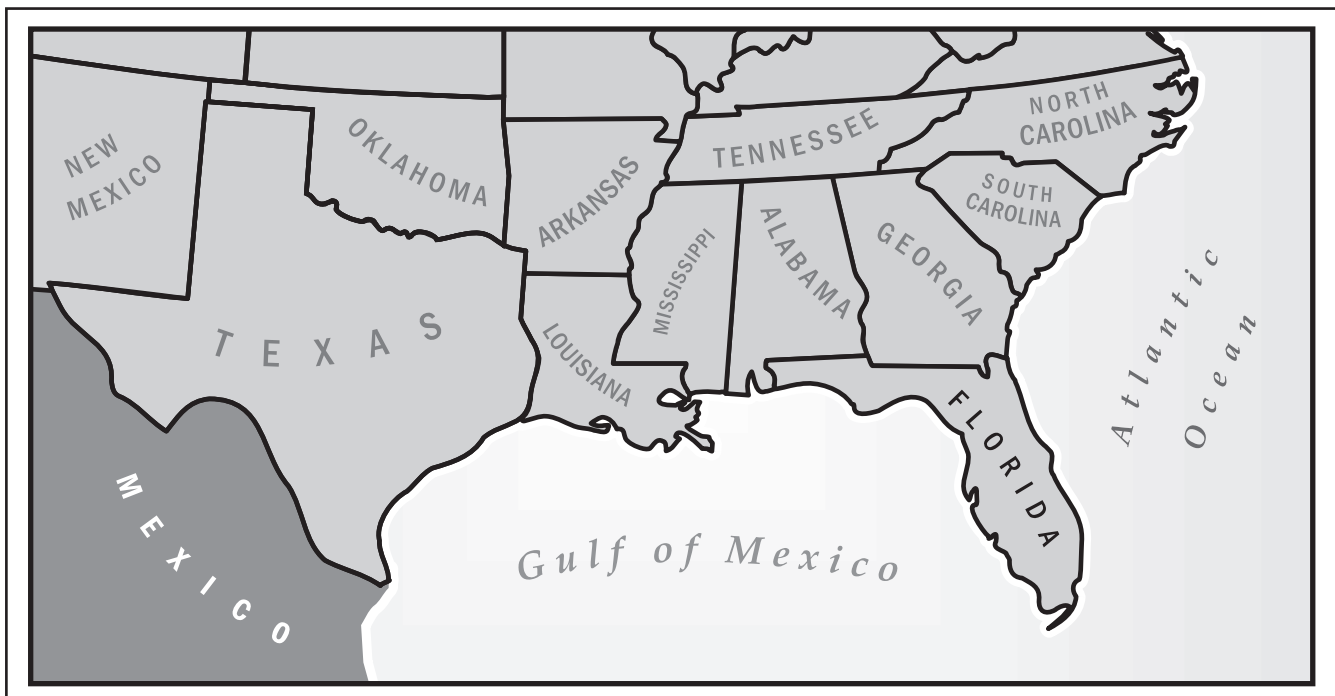 NEW
MEXICO
OKLAHOMA
ARKANSAS
TENNESSEE
NORTH
CAROLINA
SOUTH
CAROLINA
MISSISSIPPI
ALABAMA
GEORGIA
TEXAS
LOUISIANA
FLORIDA
Atlantic
Ocean
MEXICO
Gulf of Mexico